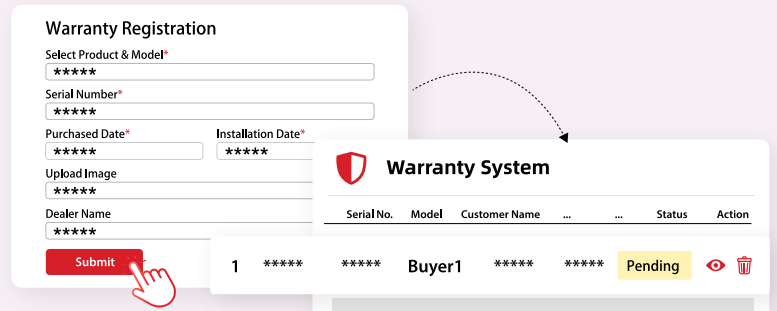 Warranty Registration
Select Product & Model*
*****
Serial Number*
*****
Purchased Date* Installation Date*
***** *****
Upload Image
*****
Dealer Name
*****
Submit
Warranty System
Serial No. Model Customer Name ... ... Status Action
1 ***** ***** Buyer1 ***** ***** Pending